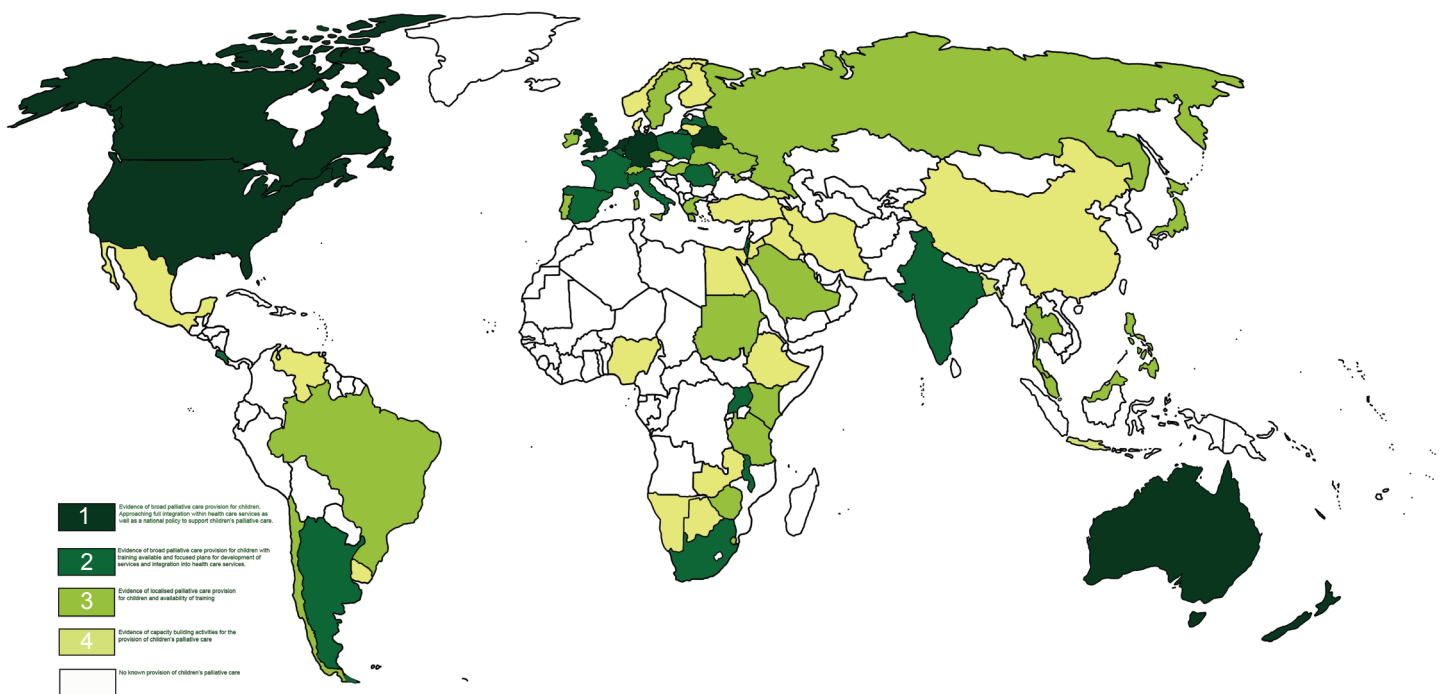 1
Evidence of broad palliative care provision for children.
Approaching full integration within health care services as
well as a national policy to support children's palliative care.
2
Evidence of broad palliative care provision for children with
training available and focused plans for development of
services and integration into health care services.
3
Evidence of localised palliative care provision
for children and availability of training
4
Evidence of capacity building activities for the
provision of children's palliative care
No known provision of children's palliative care